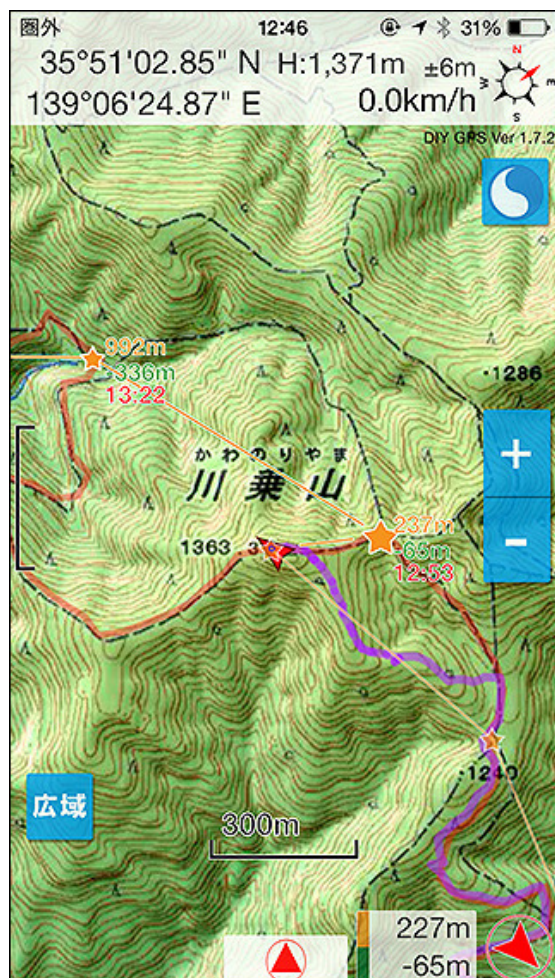 圏外 12:46 31%
35°51'02.85" N H:1,371m ±6m
139°06'24.87" E 0.0km/h
N
W E
S
DIY GPS Ver 1.7.2
992m
-336m
13:22
・1286
かわのりやま
川乗山
+
237m
1363 3
-65m
12:53
-
・1240
広域
300m
227m
-65m